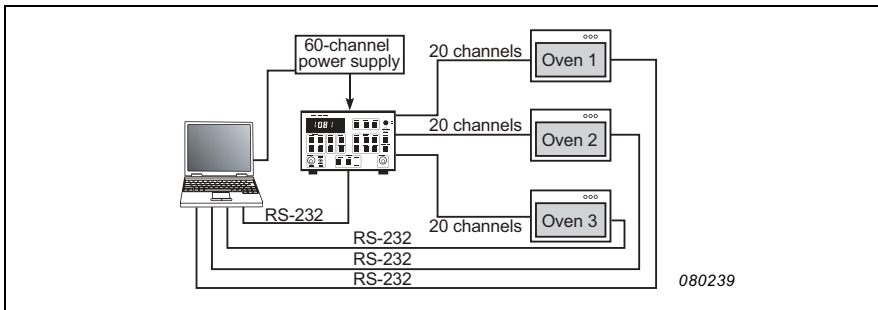 60-channel
power supply
20 channels
Oven 1
1081
20 channels
Oven 2
RS-232
20 channels
Oven 3
RS-232
RS-232
RS-232
080239